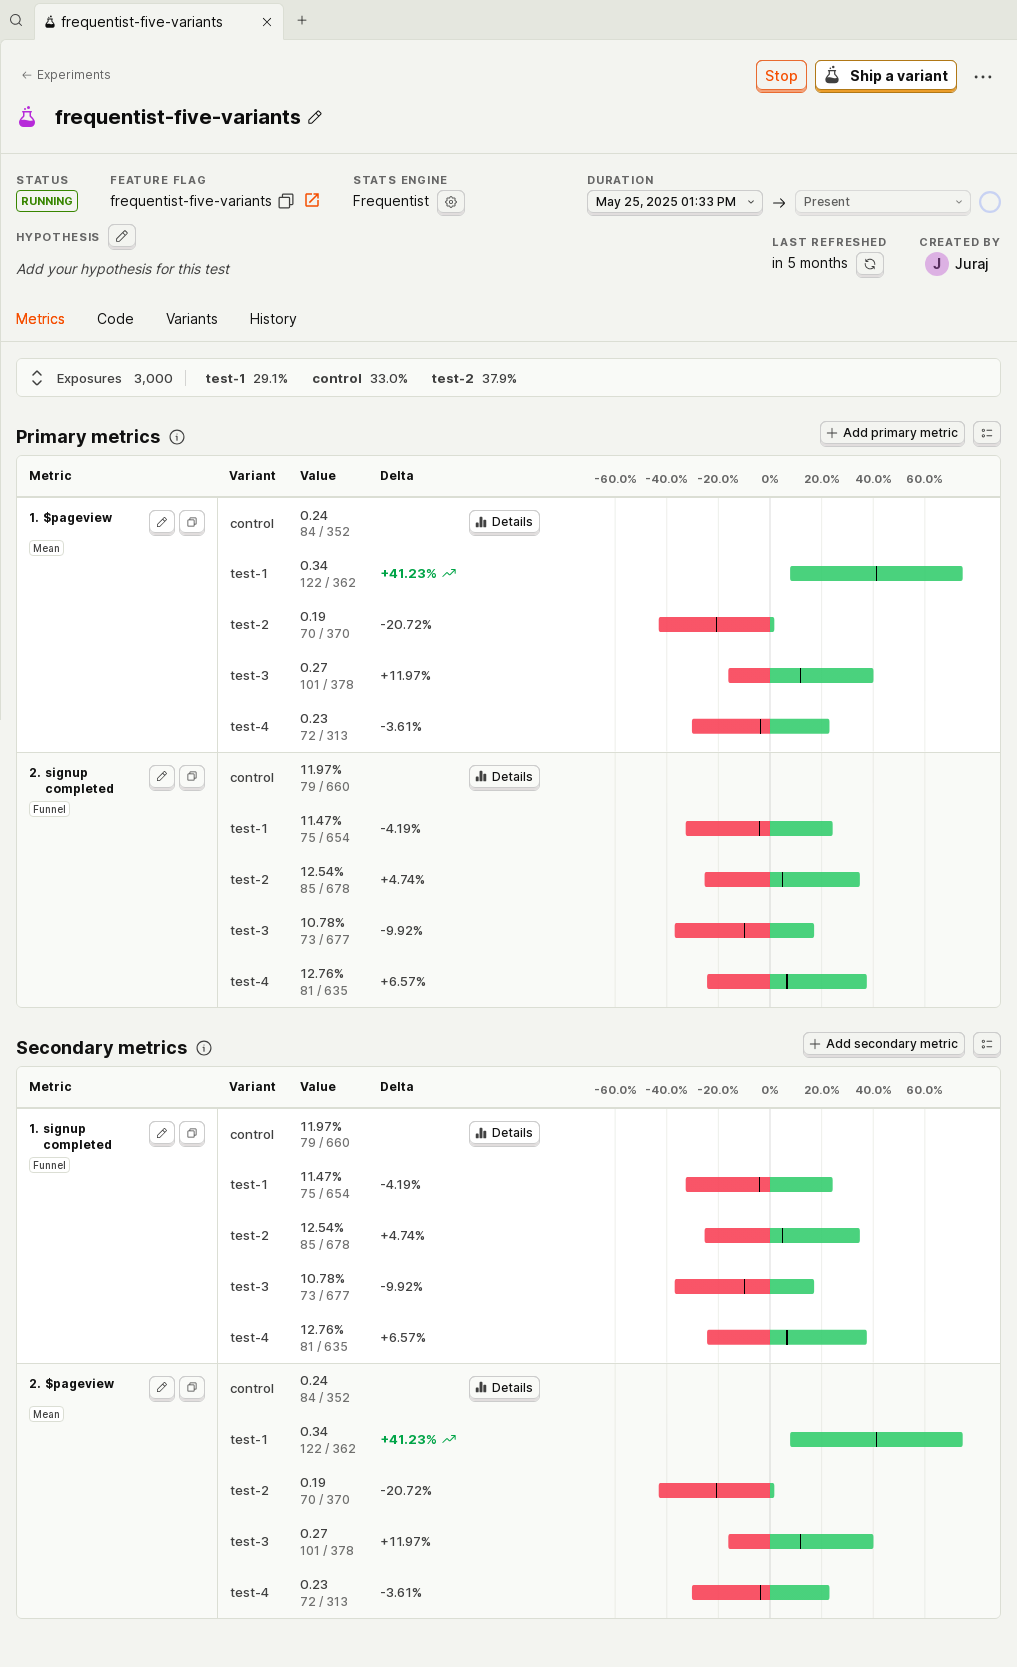 frequentist-five-variants
Experiments
Stop
Ship a variant
frequentist-five-variants
STATUS
FEATURE FLAG
STATS ENGINE
DURATION
RUNNING
frequentist-five-variants
Frequentist
May 25, 2025 01:33 PM
Present
HYPOTHESIS
LAST REFRESHED
CREATED BY
Add your hypothesis for this test
in 5 months
J Juraj
Metrics
Code
Variants
History
Exposures 3,000 test-1 29.1% control 33.0% test-2 37.9%
Primary metrics
Add primary metric
Metric Variant Value Delta -60.0% -40.0% -20.0% 0% 20.0% 40.0% 60.0%
1. $pageview
Mean
control 0.24 Details
84 / 352
test-1 0.34 +41.23%
122 / 362
test-2 0.19 -20.72%
70 / 370
test-3 0.27 +11.97%
101 / 378
test-4 0.23 -3.61%
72 / 313
2. signup
completed
Funnel
control 11.97% Details
79 / 660
test-1 11.47% -4.19%
75 / 654
test-2 12.54% +4.74%
85 / 678
test-3 10.78% -9.92%
73 / 677
test-4 12.76% +6.57%
81 / 635
Secondary metrics
Add secondary metric
Metric Variant Value Delta -60.0% -40.0% -20.0% 0% 20.0% 40.0% 60.0%
1. signup
completed
Funnel
control 11.97% Details
79 / 660
test-1 11.47% -4.19%
75 / 654
test-2 12.54% +4.74%
85 / 678
test-3 10.78% -9.92%
73 / 677
test-4 12.76% +6.57%
81 / 635
2. $pageview
Mean
control 0.24 Details
84 / 352
test-1 0.34 +41.23%
122 / 362
test-2 0.19 -20.72%
70 / 370
test-3 0.27 +11.97%
101 / 378
test-4 0.23 -3.61%
72 / 313